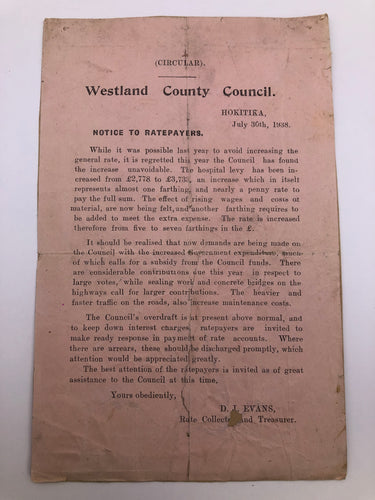 (CIRCULAR).
Westland County Council.
HOKITIKA,
July 30th, 1938.
NOTICE TO RATEPAYERS.
While it was possible last year to avoid increasing the
general rate, it is regretted this year the Council has found
the increase unavoidable. The hospital levy has been in-
creased from £2,778 to £3,735, an increase which in itself
represents almost one farthing, and nearly a penny rate to
pay the full sum. The effect of rising wages and costs of
material, are now being felt, and another farthing requires to
be added to meet the extra expense. The rate is increased
therefore from five to seven farthings in the £.
It should be realised that now demands are being made on
the Council with the increased Government expenditure, much
of which calls for a subsidy from the Council funds. There
are considerable contributions due this year in respect to
large votes, while sealing work and concrete bridges on the
highways call for larger contributions. The heavier and
faster traffic on the roads, also increase maintenance costs.
The Council's overdraft is at present above normal, and
to keep down interest charges, ratepayers are invited to
make ready response in payment of rate accounts. Where
there are arrears, these should be discharged promptly, which
attention would be appreciated greatly.
The best attention of the ratepayers is invited as of great
assistance to the Council at this time.
Yours obediently,
D. J. EVANS,
Rate Collector and Treasurer.